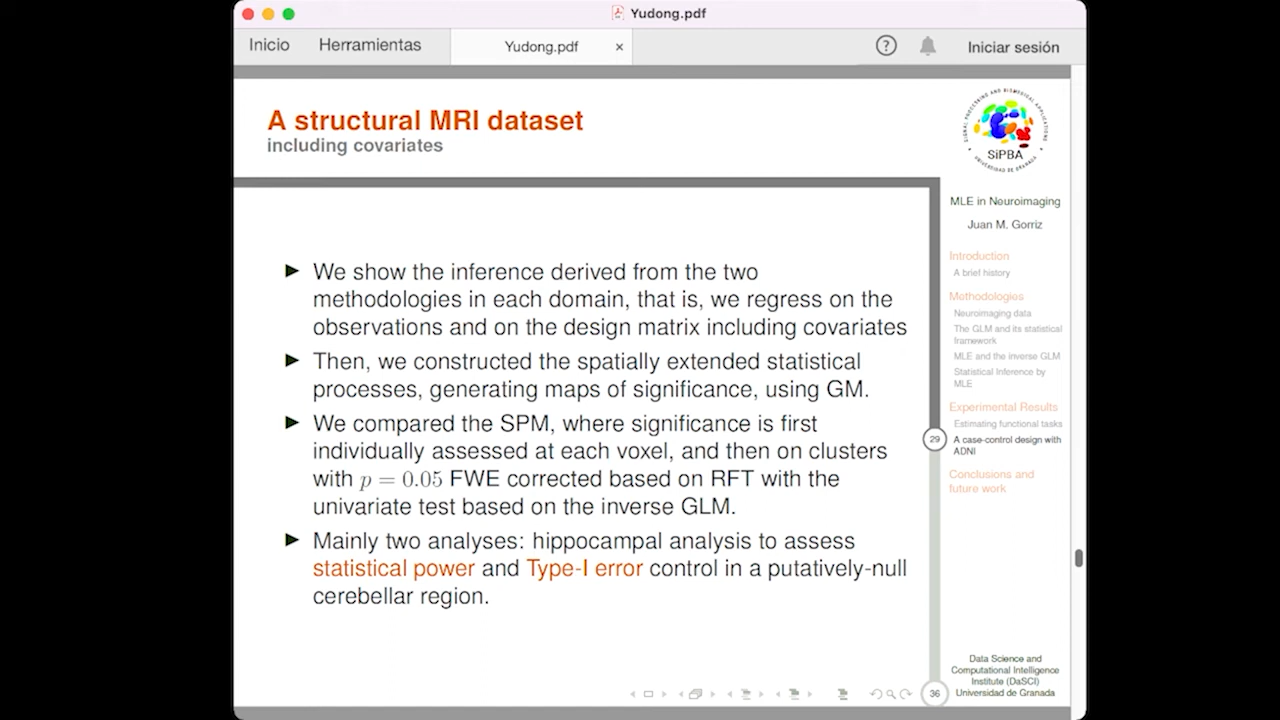 Yudong.pdf
Inicio
Herramientas
Yudong.pdf
×
?
Iniciar sesión
A structural MRI dataset
including covariates
SIGNAL PROCESSING AND BIOMEDICAL APPLICATIONS
SiPBA
UNIVERSIDAD DE GRANADA
MLE in Neuroimaging
Juan M. Gorriz
Introduction
A brief history
Methodologies
Neuroimaging data
The GLM and its statistical
framework
MLE and the inverse GLM
Statistical Inference by
MLE
Experimental Results
Estimating functional tasks
A case-control design with
ADNI
Conclusions and
future work
29
► We show the inference derived from the two
methodologies in each domain, that is, we regress on the
observations and on the design matrix including covariates
► Then, we constructed the spatially extended statistical
processes, generating maps of significance, using GM.
► We compared the SPM, where significance is first
individually assessed at each voxel, and then on clusters
with p = 0.05 FWE corrected based on RFT with the
univariate test based on the inverse GLM.
► Mainly two analyses: hippocampal analysis to assess
statistical power and Type-I error control in a putatively-null
cerebellar region.
Data Science and
Computational Intelligence
Institute (DaSCI)
Universidad de Granada
36